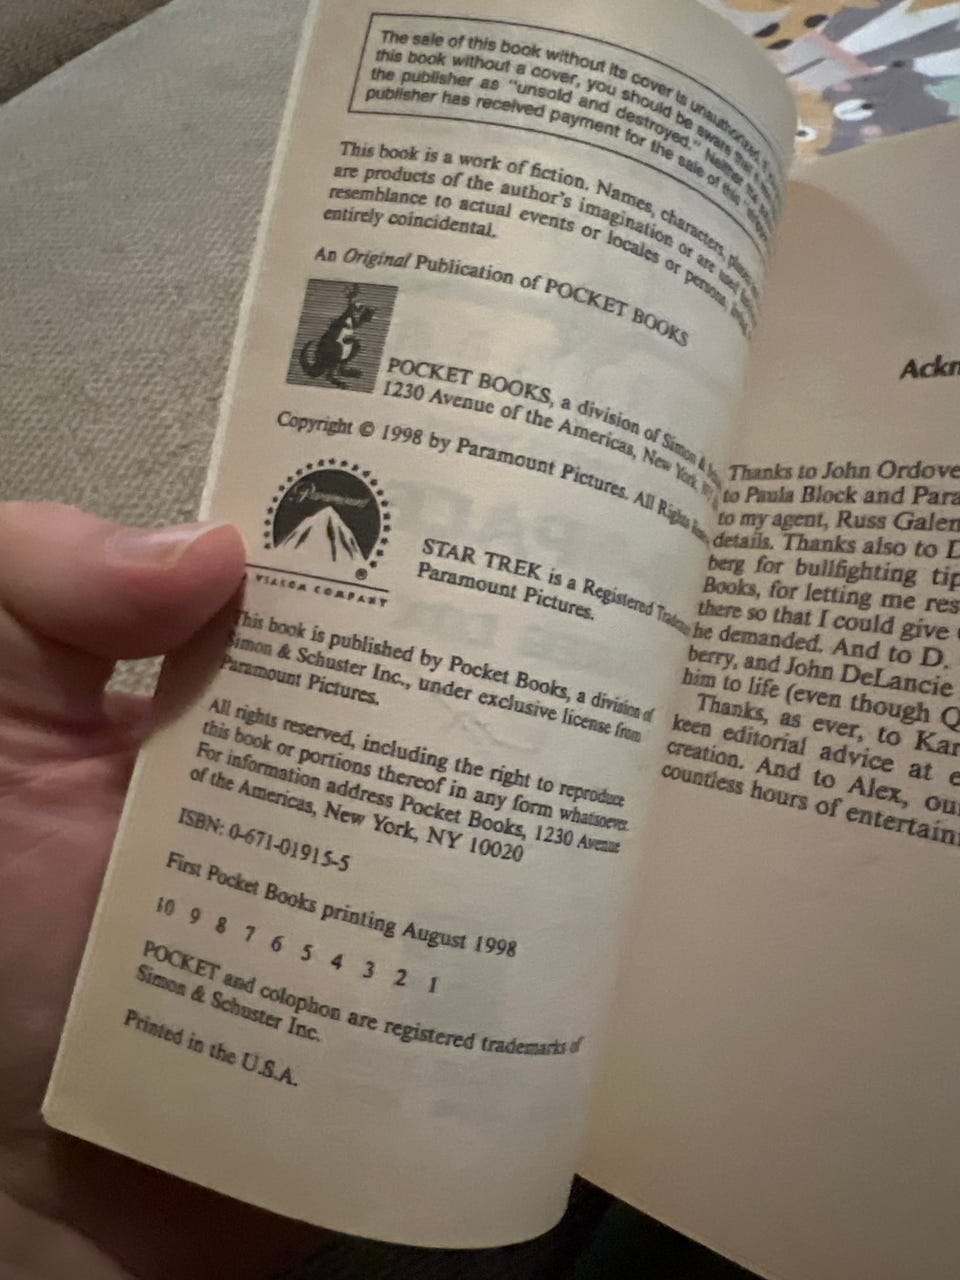 The sale of this book without its cover is unauthorized. If
this book without a cover, you should be aware that it
the publisher as "unsold and destroyed." Neither the
publisher has received payment for the sale of this
This book is a work of fiction. Names, characters, places
are products of the author's imagination or are used
resemblance to actual events or locales or persons,
entirely coincidental.
An Original Publication of POCKET BOOKS
POCKET BOOKS, a division of Simon &
1230 Avenue of the Americas, New York,
Copyright © 1998 by Paramount Pictures. All Rights
Paramount
®
A VIACOM COMPANY
STAR TREK is a Registered Trademark
Paramount Pictures.
This book is published by Pocket Books, a division of
Simon & Schuster Inc., under exclusive license from
Paramount Pictures.
All rights reserved, including the right to reproduce
this book or portions thereof in any form whatsoever.
For information address Pocket Books, 1230 Avenue
of the Americas, New York, NY 10020
ISBN: 0-671-01915-5
First Pocket Books printing August 1998
10 9 8 7 6 5 4 3 2 1
POCKET and colophon are registered trademarks of
Simon & Schuster Inc.
Printed in the U.S.A.
Ackn
Thanks to John Ordove
to Paula Block and Para
to my agent, Russ Galen
details. Thanks also to D
berg for bullfighting tip
Books, for letting me res
there so that I could give
he demanded. And to D.
berry, and John DeLancie
him to life (even though Q
Thanks, as ever, to Kar
keen editorial advice at e
creation. And to Alex, ou
countless hours of entertain